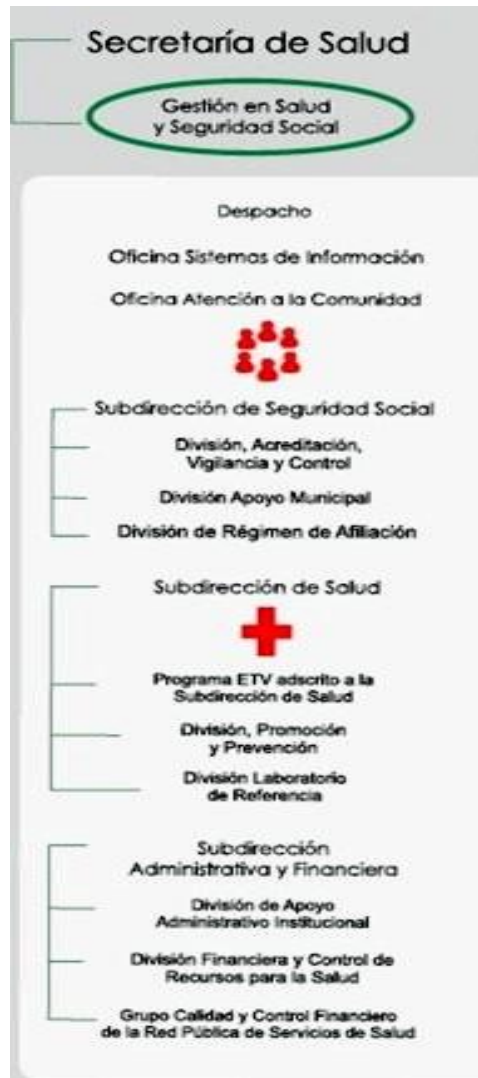 Secretaría de Salud
Gestión en Salud
y Seguridad Social
Despacho
Oficina Sistemas de Información
Oficina Atención a la Comunidad
Subdirección de Seguridad Social
División, Acreditación,
Vigilancia y Control
División Apoyo Municipal
División de Régimen de Afiliación
Subdirección de Salud
Programa ETV adscrito a la
Subdirección de Salud
División, Promoción
y Prevención
División Laboratorio
de Referencia
Subdirección
Administrativa y Financiera
División de Apoyo
Administrativo Institucional
División Financiera y Control de
Recursos para la Salud
Grupo Calidad y Control Financiero
de la Red Pública de Servicios de Salud